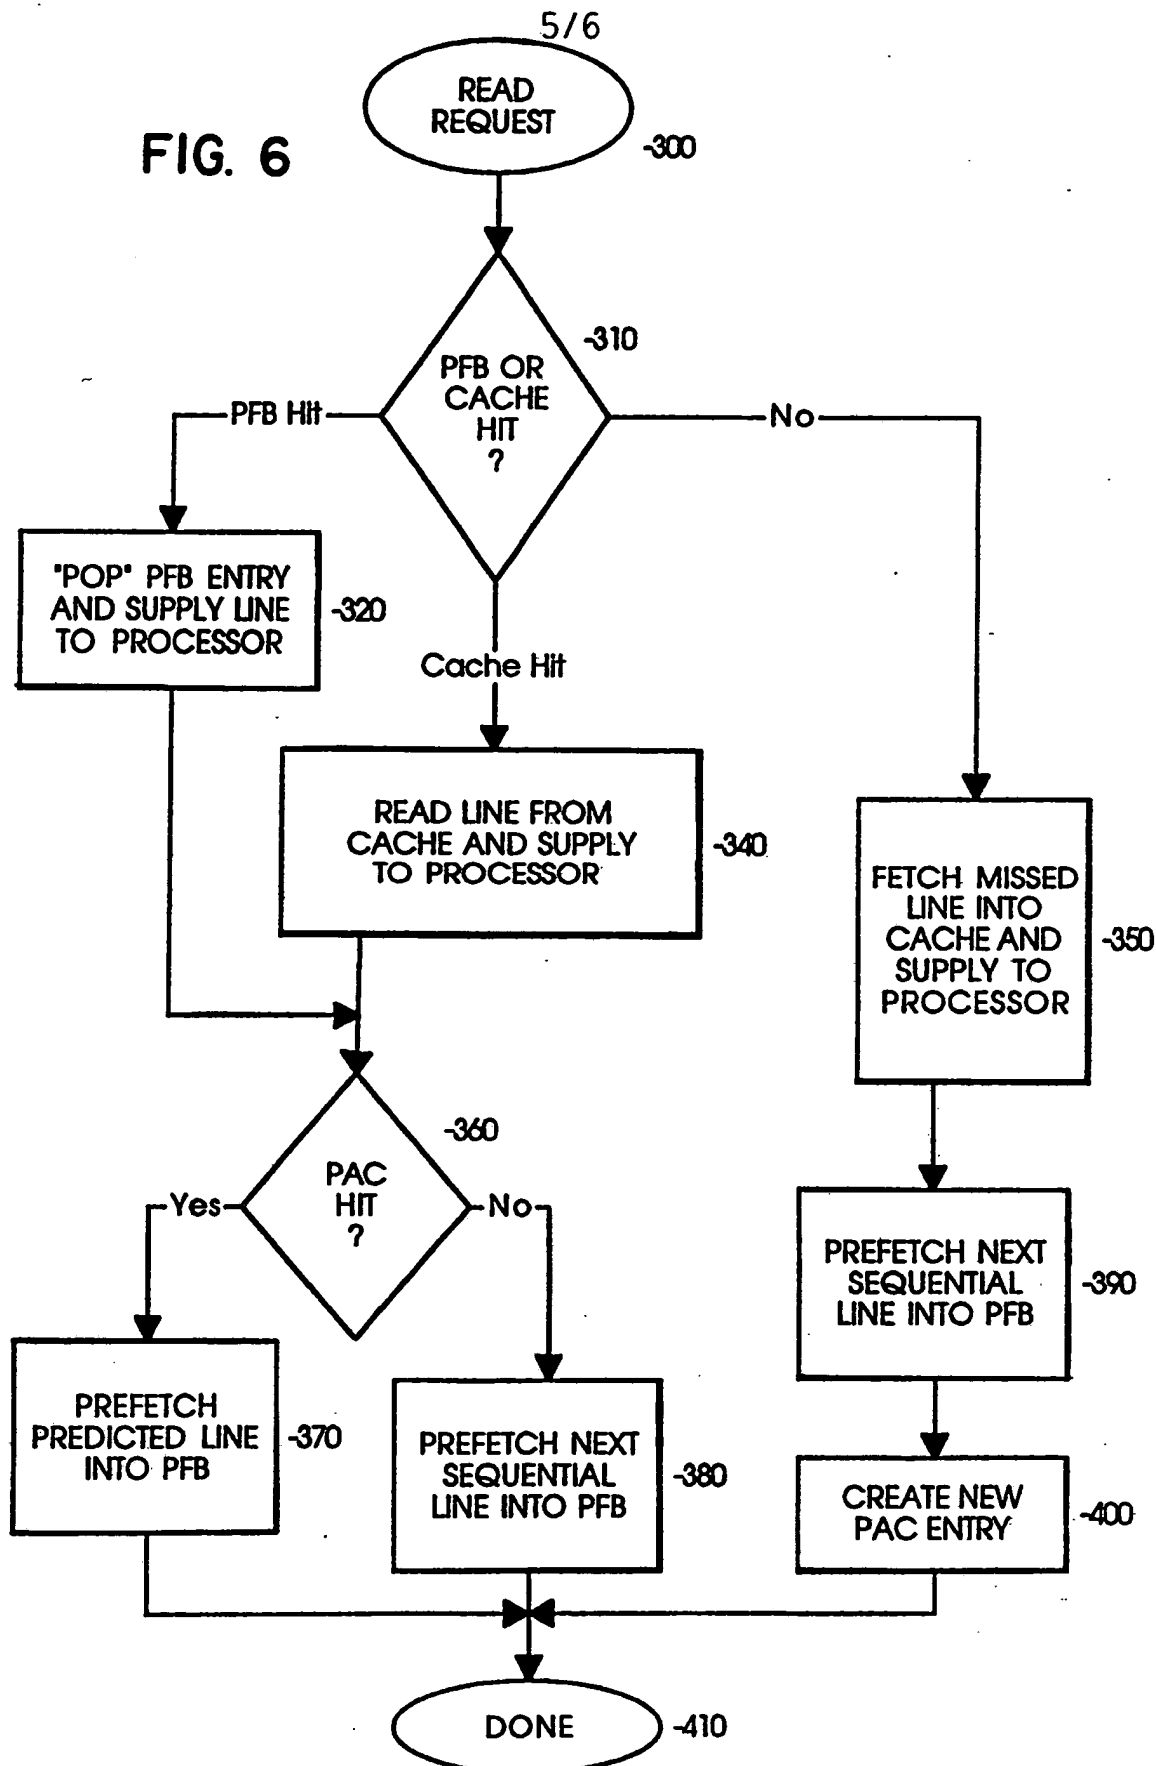 5/6
FIG. 6
READ
REQUEST
-300
PFB OR
CACHE
HIT
?
-310
PFB Hit
No
"POP" PFB ENTRY
AND SUPPLY LINE
TO PROCESSOR
-320
Cache Hit
READ LINE FROM
CACHE AND SUPPLY
TO PROCESSOR
-340
FETCH MISSED
LINE INTO
CACHE AND
SUPPLY TO
PROCESSOR
-350
PAC
HIT
?
-360
Yes
No
PREFETCH NEXT
SEQUENTIAL
LINE INTO PFB
-390
PREFETCH
PREDICTED LINE
INTO PFB
-370
PREFETCH NEXT
SEQUENTIAL
LINE INTO PFB
-380
CREATE NEW
PAC ENTRY
-400
DONE
-410